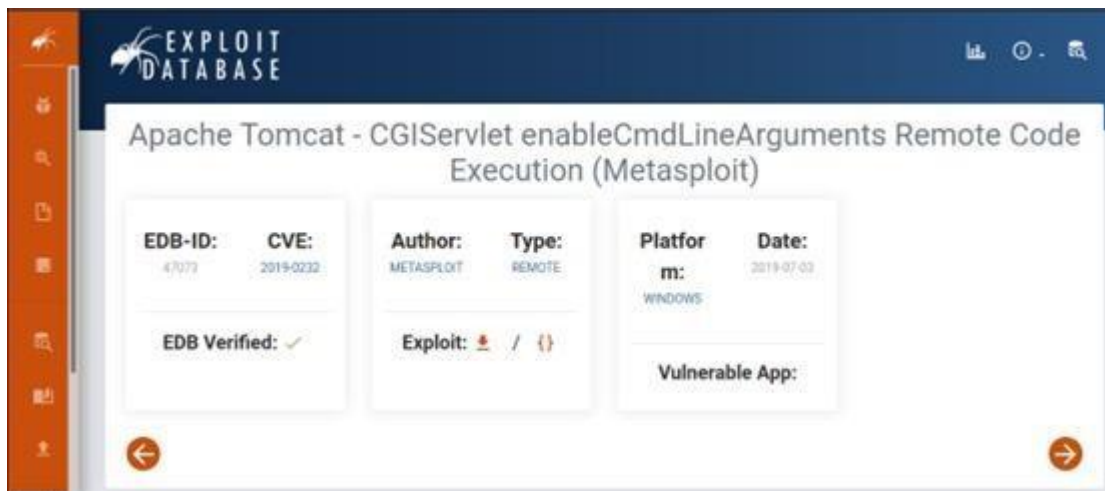 EXPLOIT
DATABASE
Apache Tomcat - CGIServlet enableCmdLineArguments Remote Code
Execution (Metasploit)
EDB-ID:
47073
CVE:
2019-0232
EDB Verified:
Author:
METASPLOIT
Type:
REMOTE
Exploit: / {}
Platfor
m:
WINDOWS
Date:
2019-07-03
Vulnerable App: